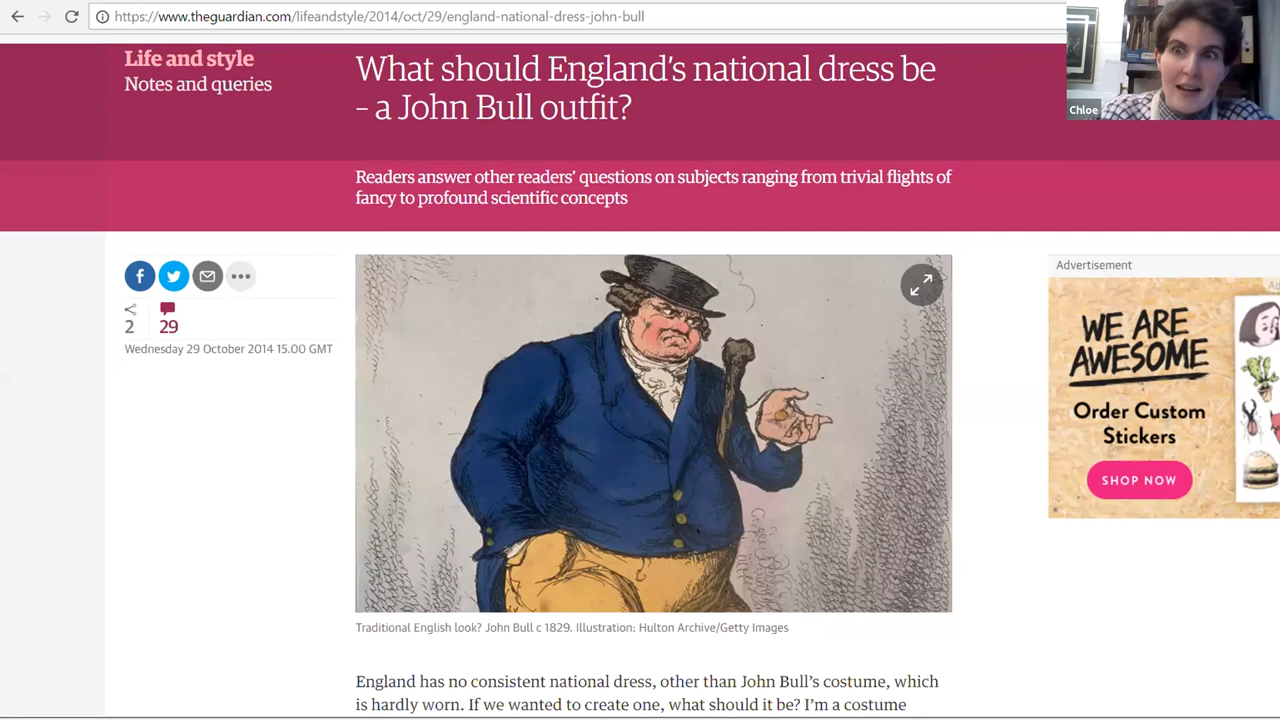 https://www.theguardian.com/lifeandstyle/2014/oct/29/england-national-dress-john-bull
Life and style
Notes and queries
What should England's national dress be
- a John Bull outfit?
Chloe
Readers answer other readers' questions on subjects ranging from trivial flights of
fancy to profound scientific concepts
2
29
Wednesday 29 October 2014 15.00 GMT
Advertisement
WE ARE
AWESOME
Order Custom
Stickers
SHOP NOW
Traditional English look? John Bull c 1829. Illustration: Hulton Archive/Getty Images
England has no consistent national dress, other than John Bull's costume, which
is hardly worn. If we wanted to create one, what should it be? I'm a costume